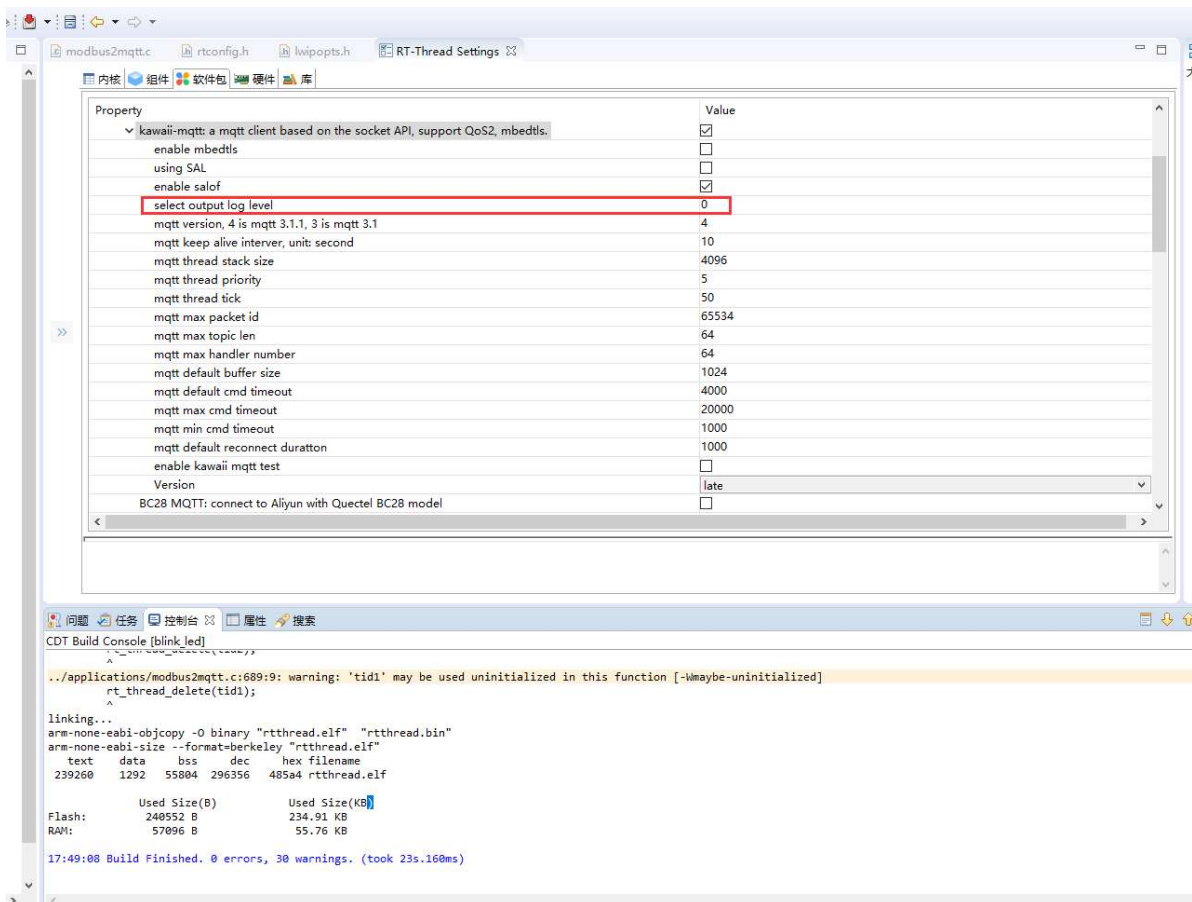 modbus2mqtt.c rtconfig.h lwipopts.h RT-Thread Settings
内核 组件 软件包 硬件 库
Property Value
kawaii-mqtt: a mqtt client based on the socket API, support QoS2, mbedtls.
enable mbedtls
using SAL
enable salof
select output log level 0
mqtt version, 4 is mqtt 3.1.1, 3 is mqtt 3.1 4
mqtt keep alive interver, unit: second 10
mqtt thread stack size 4096
mqtt thread priority 5
mqtt thread tick 50
mqtt max packet id 65534
mqtt max topic len 64
mqtt max handler number 64
mqtt default buffer size 1024
mqtt default cmd timeout 4000
mqtt max cmd timeout 20000
mqtt min cmd timeout 1000
mqtt default reconnect duratton 1000
enable kawaii mqtt test
Version late
BC28 MQTT: connect to Aliyun with Quectel BC28 model
问题 任务 控制台 属性 搜索
CDT Build Console [blink_led]
rt_thread_delete(tid2);
^
../applications/modbus2mqtt.c:689:9: warning: 'tid1' may be used uninitialized in this function [-Wmaybe-uninitialized]
rt_thread_delete(tid1);
^
linking...
arm-none-eabi-objcopy -O binary "rtthread.elf" "rtthread.bin"
arm-none-eabi-size --format=berkeley "rtthread.elf"
text data bss dec hex filename
239260 1292 55804 296356 485a4 rtthread.elf
Used Size(B) Used Size(KB)
Flash: 240552 B 234.91 KB
RAM: 57096 B 55.76 KB
17:49:08 Build Finished. 0 errors, 30 warnings. (took 23s.160ms)